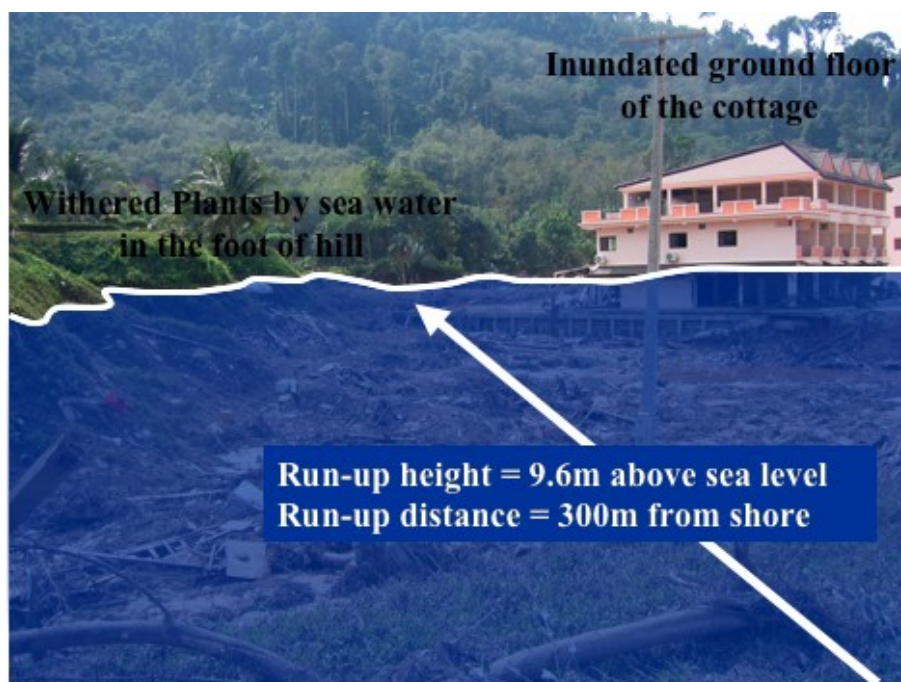 Inundated ground floor
of the cottage
Withered Plants by sea water
in the foot of hill
Run-up height = 9.6m above sea level
Run-up distance = 300m from shore